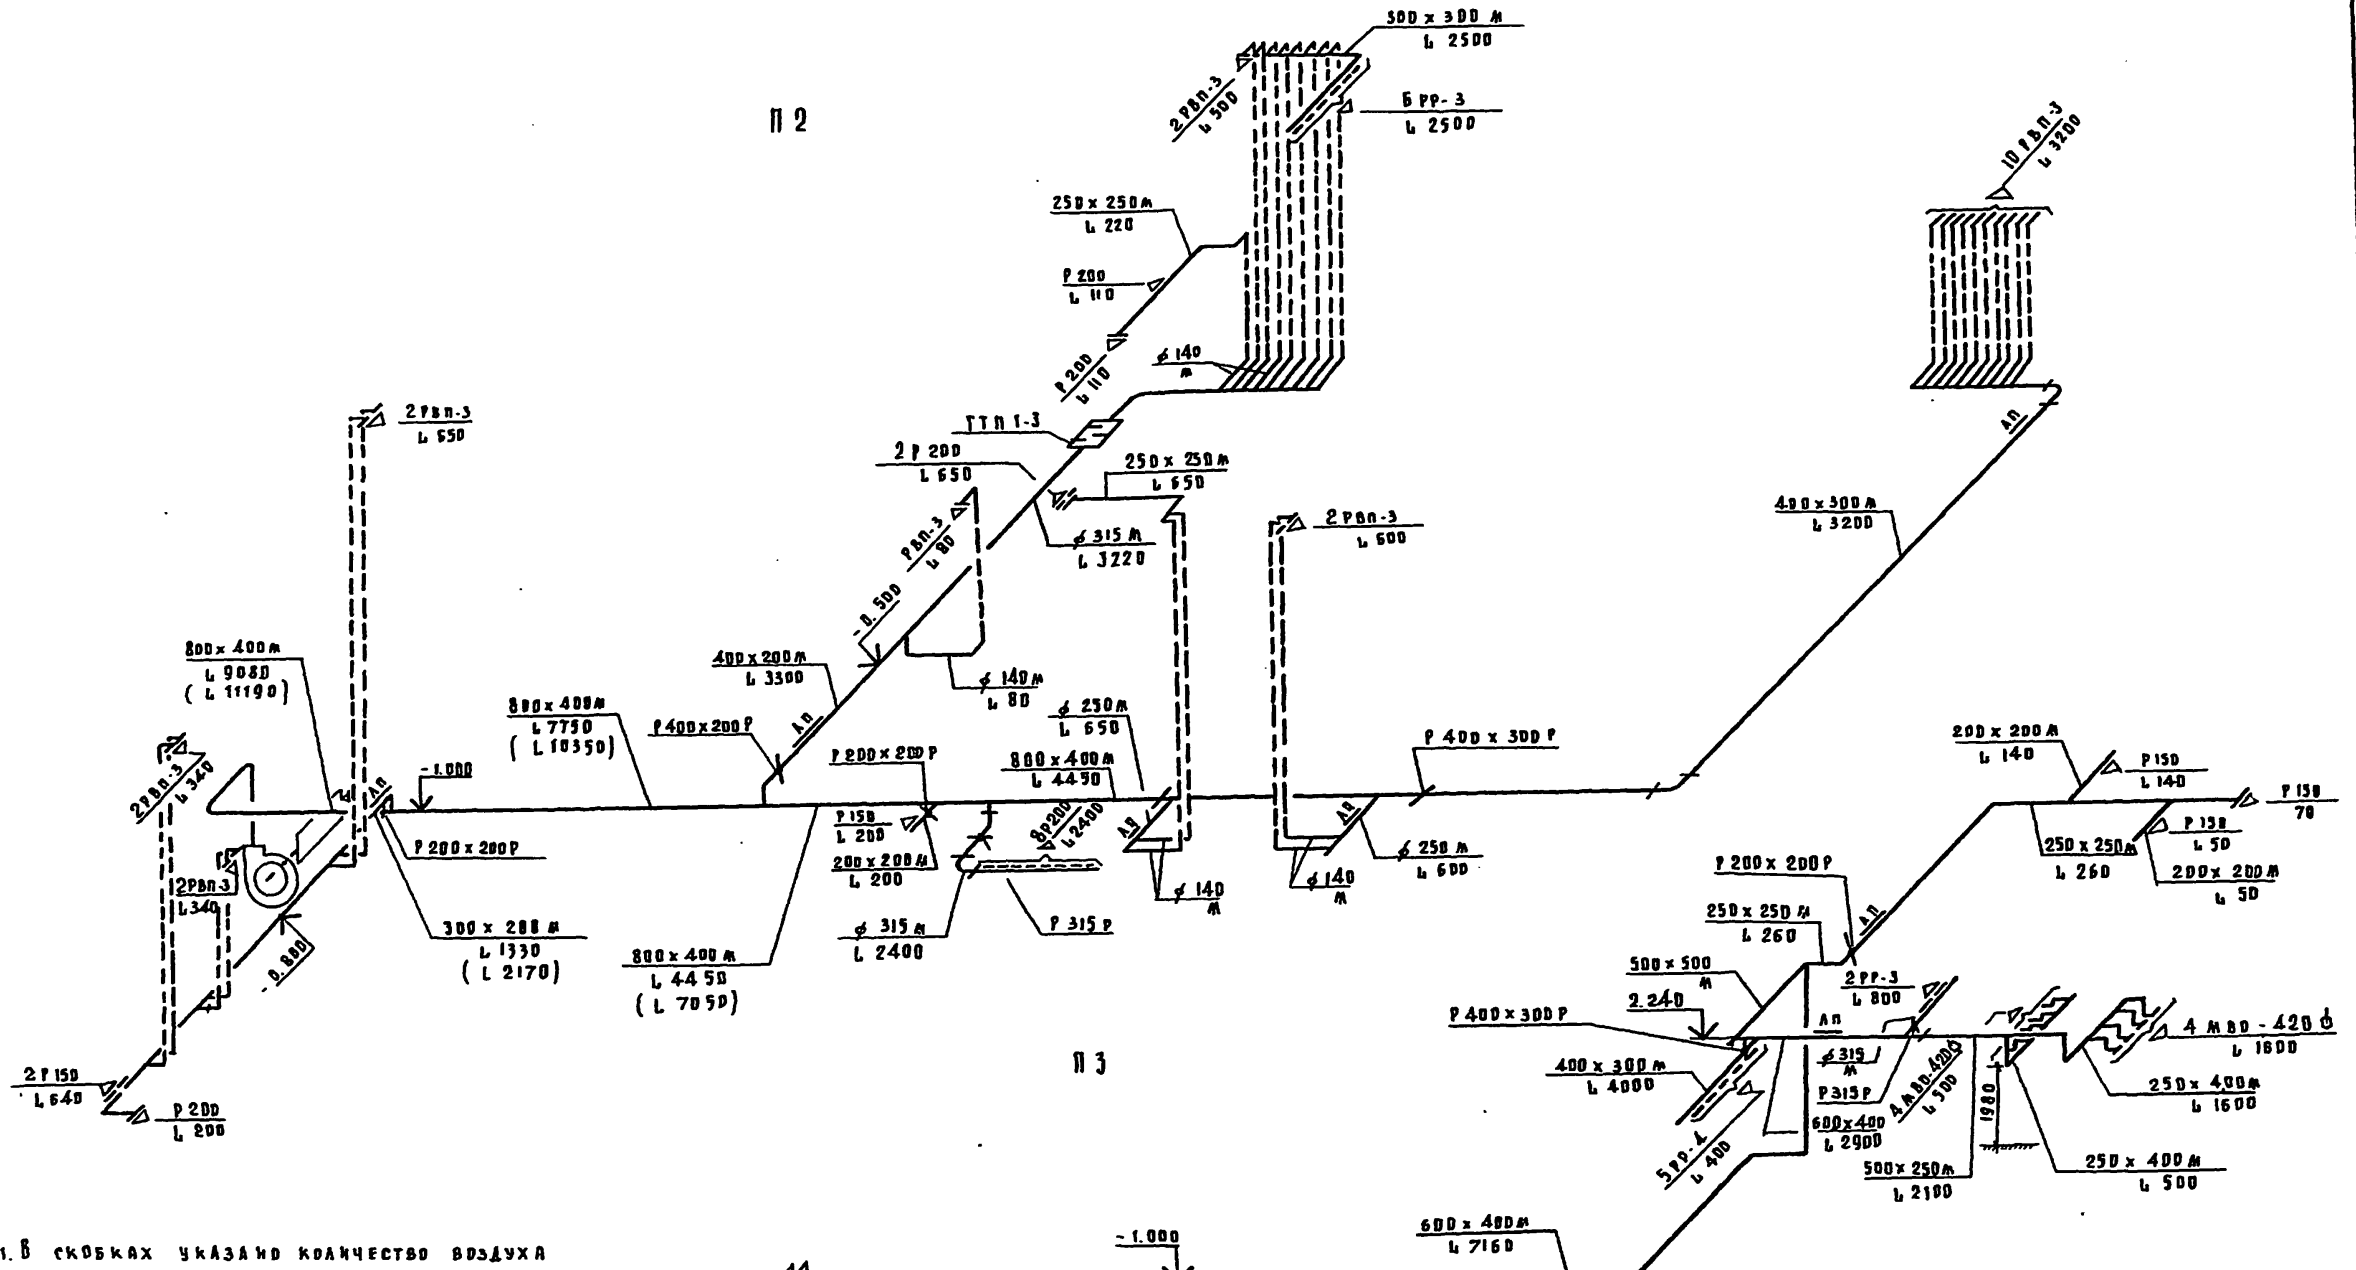 300 x 300 м
L 2500
2 РВП-3
L 500
5 РР-3
L 2500
П 2
10 РВП-3
L 3200
250 x 250 м
L 220
Р 200
L 110
Р 200
L 110
ф 140
м
2 РВП-3
L 650
ТТП 1-3
2 Р 200
L 650
250 x 250 м
L 650
АП
РВП-3
L 80
ф 315 м
L 3220
2 РВП-3
L 600
400 x 300 м
L 3200
-0.500
800 x 400 м
L 9080
( L 11190 )
400 x 200 м
L 3300
ф 140 м
L 80
800 x 400 м
L 7750
( L 10350 )
Р 400 x 200 Р
АП
ф 250 м
L 650
Р 400 x 300 Р
200 x 200 м
L 140
Р 150
L 140
2 РВП-3
L 340
АП
-1.000
Р 200 x 200 Р
800 x 400 м
L 4450
Р 150
70
Р 150
L 200
8 Р 200
L 2400
АП
АП
Р 150
L 50
Р 200 x 200 Р
200 x 200 м
L 200
ф 250 м
L 600
250 x 250 м
L 260
200 x 200 м
L 50
2 РВП-3
L 340
ф 140
м
ф 140
м
Р 200 x 200 Р
АП
300 x 200 м
L 1330
( L 2170 )
ф 315 м
L 2400
Р 315 Р
250 x 250 м
L 260
-0.880
800 x 400 м
L 4450
( L 7050 )
500 x 500
м
2 РР-3
L 800
2.240
Р 400 x 300 Р
АП
4 МВО-420ф
L 1600
П 3
2 Р 150
L 640
400 x 300 м
L 4000
ф 315
м
4 МВО-420ф
L 500
250 x 400 м
L 1600
Р 315 Р
1980
Р 200
L 200
600 x 400
L 2900
5 РР-4
L 400
500 x 250 м
L 2100
250 x 400 м
L 500
600 x 400 м
L 7160
-1.000
1. В СКОБКАХ УКАЗАНО КОЛИЧЕСТВО ВОЗДУХА